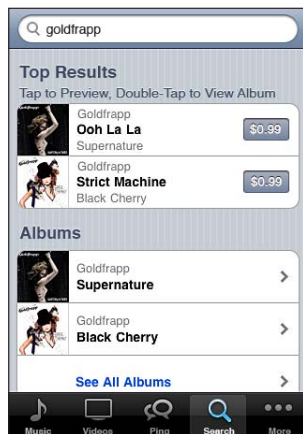 goldfrapp
Top Results
Tap to Preview, Double-Tap to View Album
Goldfrapp
Ooh La La
Supernature
$0.99
Goldfrapp
Strict Machine
Black Cherry
$0.99
Albums
Goldfrapp
Supernature
Goldfrapp
Black Cherry
See All Albums
Music Videos Ping Search More